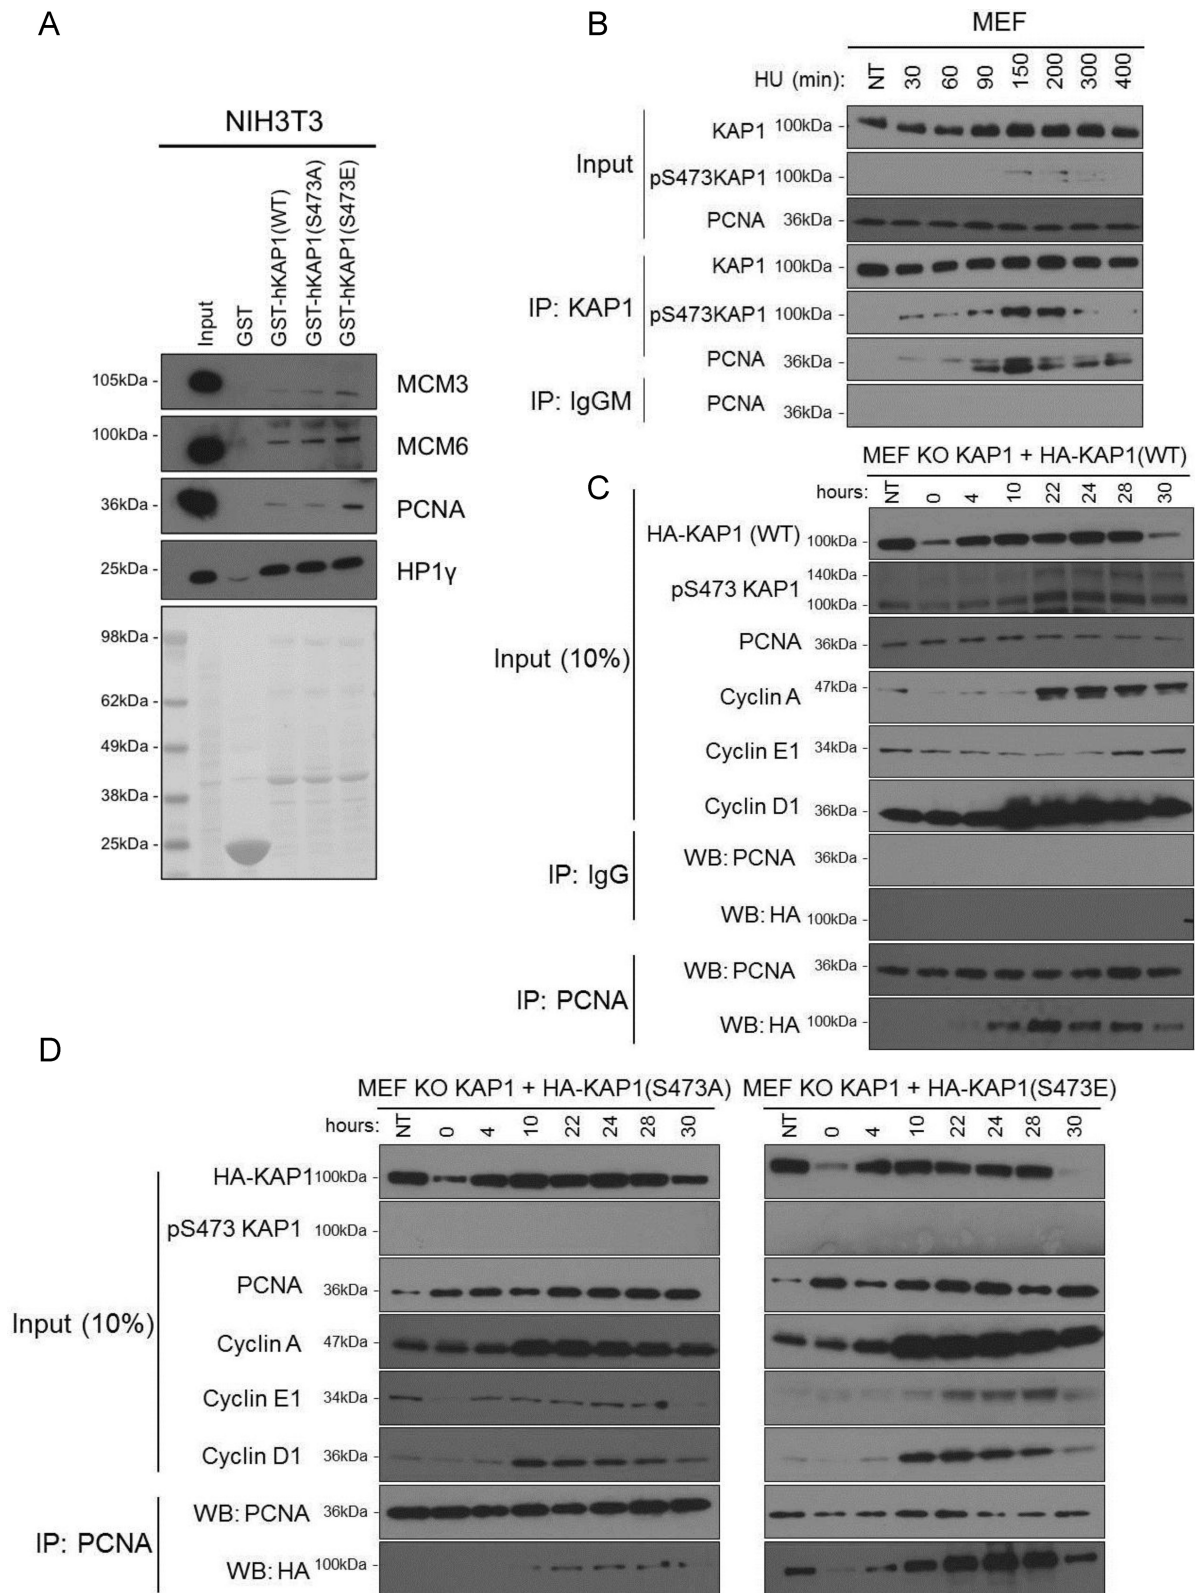 A
NIH3T3
Input
GST
GST-hKAP1(WT)
GST-hKAP1(S473A)
GST-hKAP1(S473E)
105kDa - MCM3
100kDa - MCM6
36kDa - PCNA
25kDa - HP1γ
98kDa -
62kDa -
49kDa -
38kDa -
25kDa -
B
MEF
HU (min): NT 30 60 90 150 200 300 400
Input
KAP1 100kDa -
pS473KAP1 100kDa -
PCNA 36kDa -
IP: KAP1
KAP1 100kDa -
pS473KAP1 100kDa -
PCNA 36kDa -
IP: IgGM
PCNA 36kDa -
C
MEF KO KAP1 + HA-KAP1(WT)
hours: NT 0 4 10 22 24 28 30
Input (10%)
HA-KAP1 (WT) 100kDa -
pS473 KAP1 140kDa -
100kDa -
PCNA 36kDa -
Cyclin A 47kDa -
Cyclin E1 34kDa -
Cyclin D1 36kDa -
IP: IgG
WB: PCNA 36kDa -
WB: HA 100kDa -
IP: PCNA
WB: PCNA 36kDa -
WB: HA 100kDa -
D
MEF KO KAP1 + HA-KAP1(S473A) MEF KO KAP1 + HA-KAP1(S473E)
hours: NT 0 4 10 22 24 28 30 NT 0 4 10 22 24 28 30
Input (10%)
HA-KAP1 100kDa -
pS473 KAP1 100kDa -
PCNA 36kDa -
Cyclin A 47kDa -
Cyclin E1 34kDa -
Cyclin D1 36kDa -
IP: PCNA
WB: PCNA 36kDa -
WB: HA 100kDa -